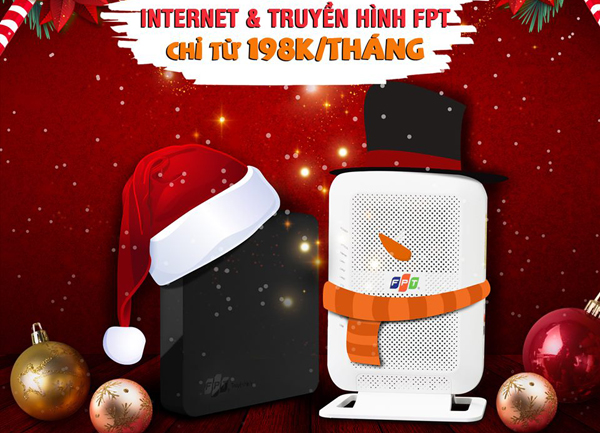 INTERNET & TRUYỀN HÌNH FPT
CHỈ TỪ 198K/THÁNG
FPT